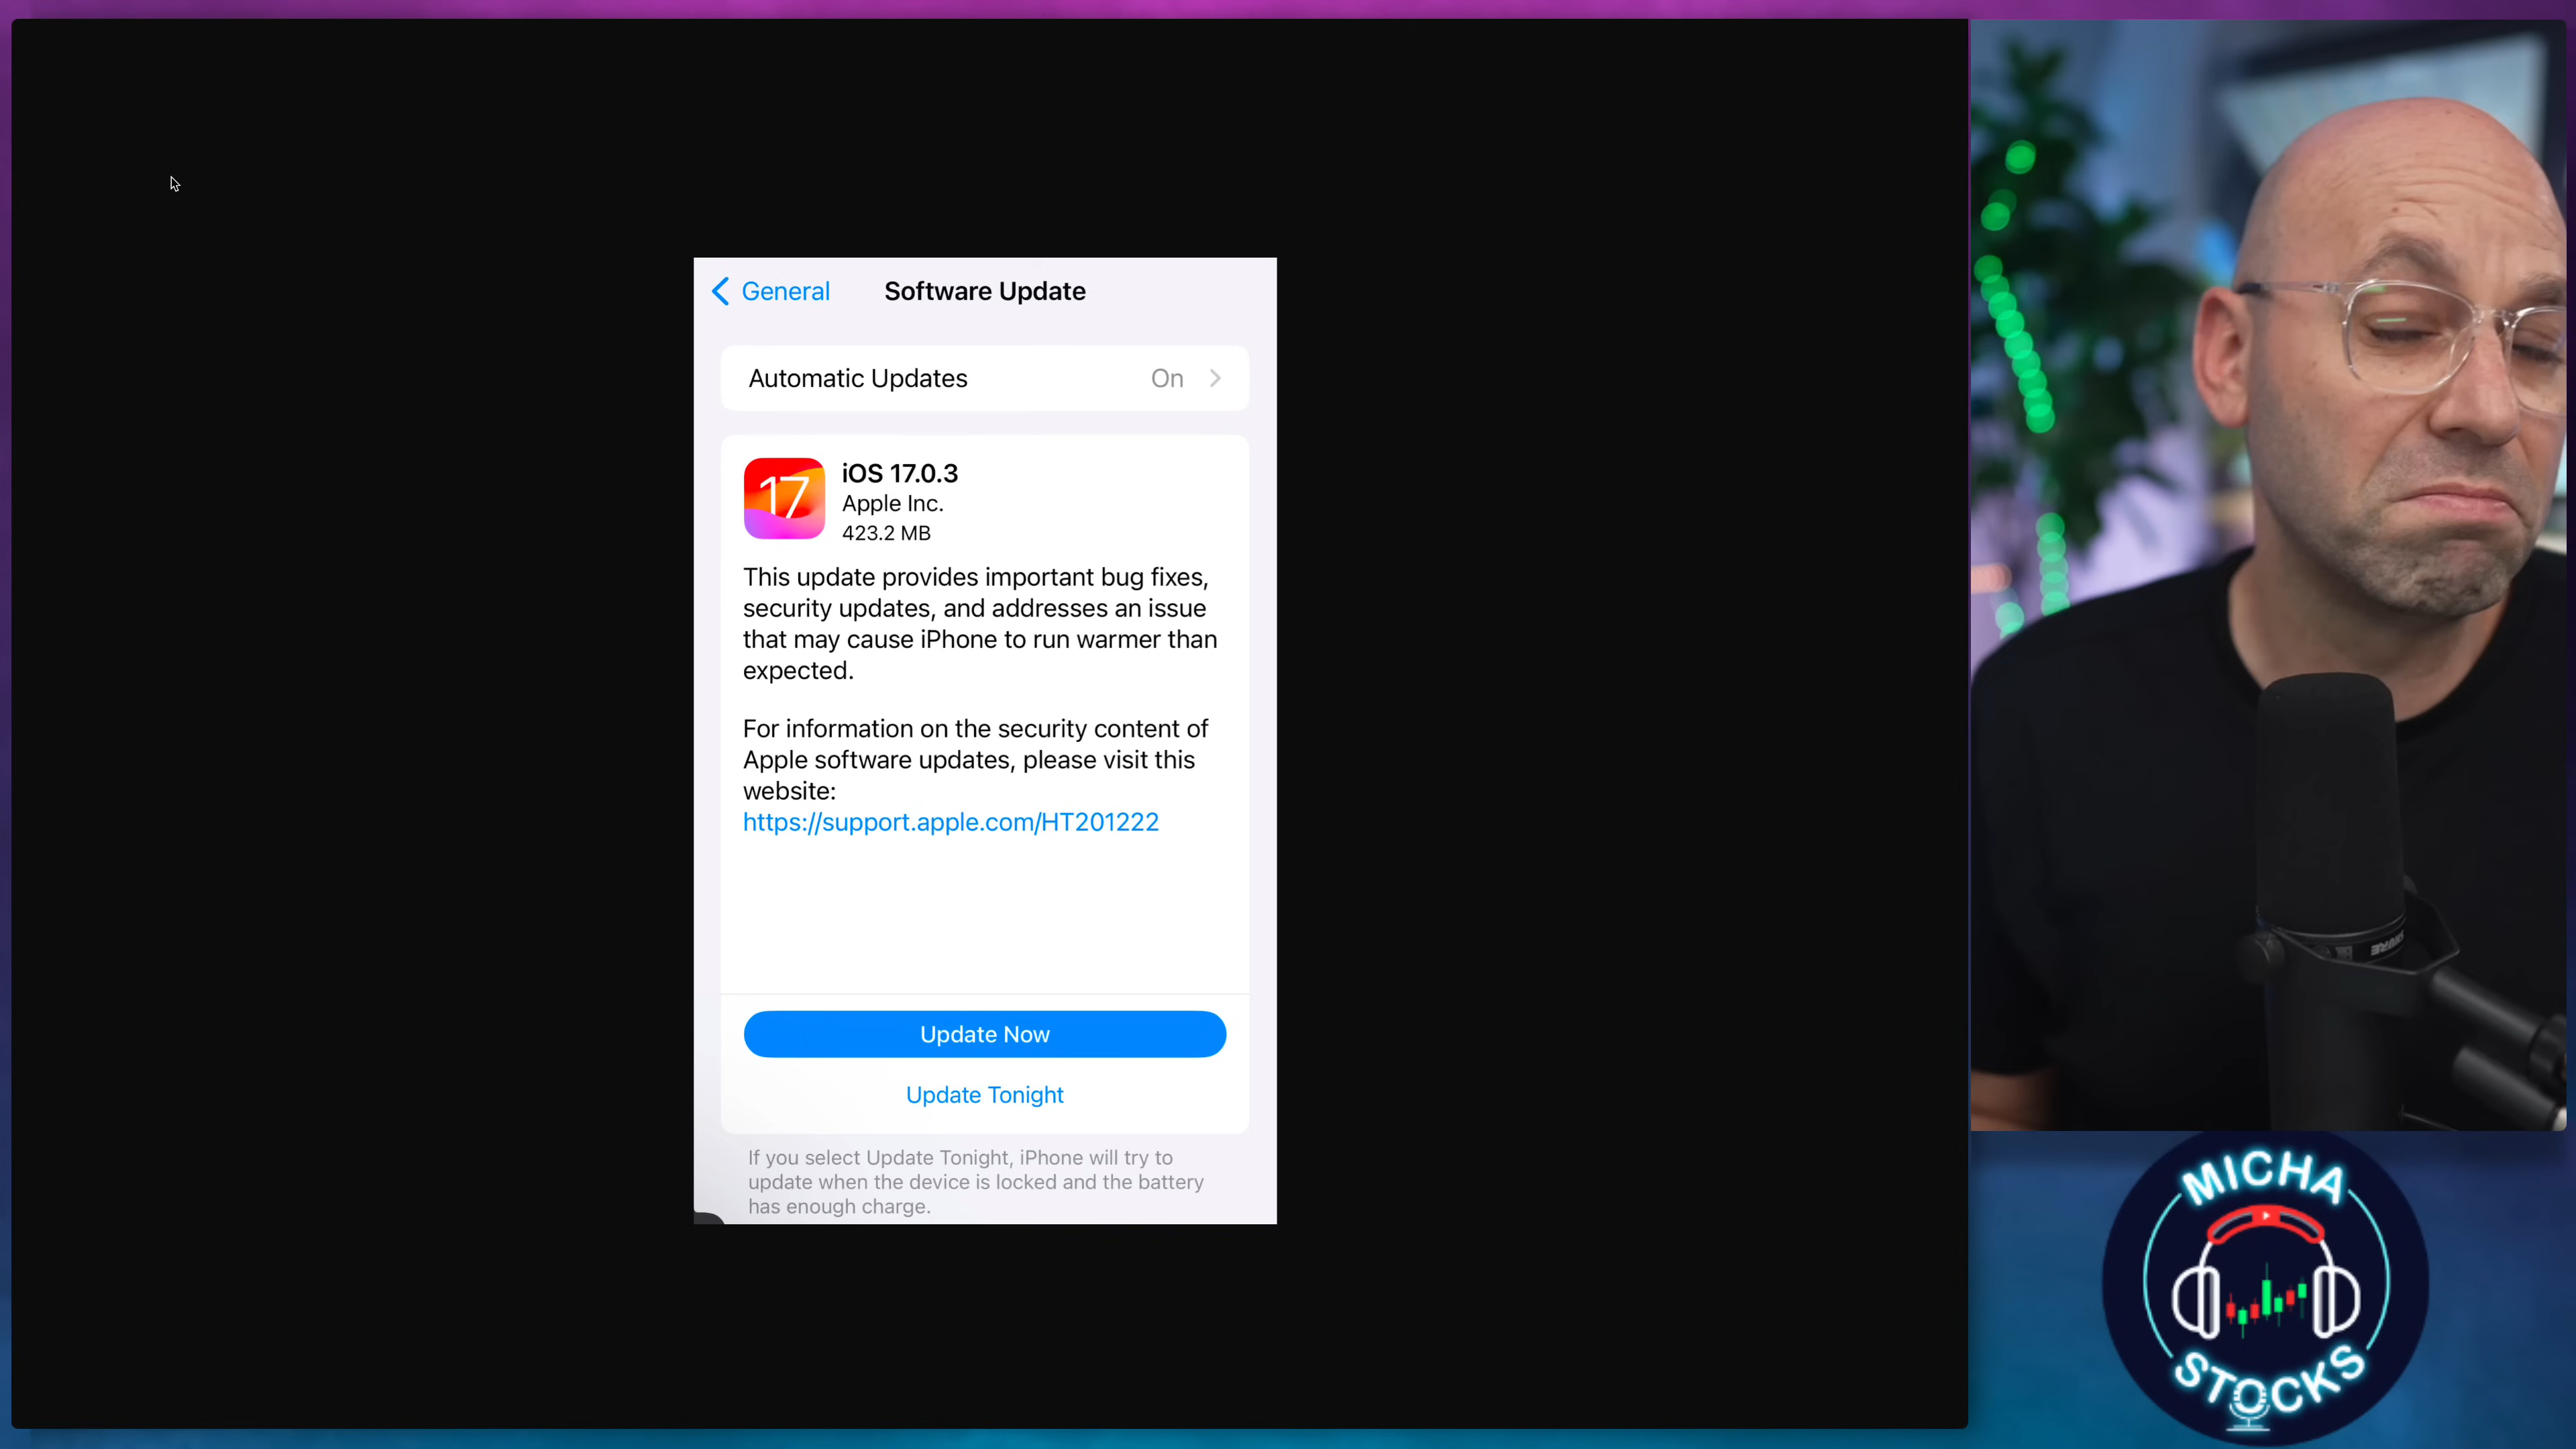 General
Software Update
Automatic Updates
On
17
iOS 17.0.3
Apple Inc.
423.2 MB
This update provides important bug fixes,
security updates, and addresses an issue
that may cause iPhone to run warmer than
expected.
For information on the security content of
Apple software updates, please visit this
website:
https://support.apple.com/HT201222
Update Now
Update Tonight
If you select Update Tonight, iPhone will try to
update when the device is locked and the battery
has enough charge.
SHURE
MICHA
STOCKS